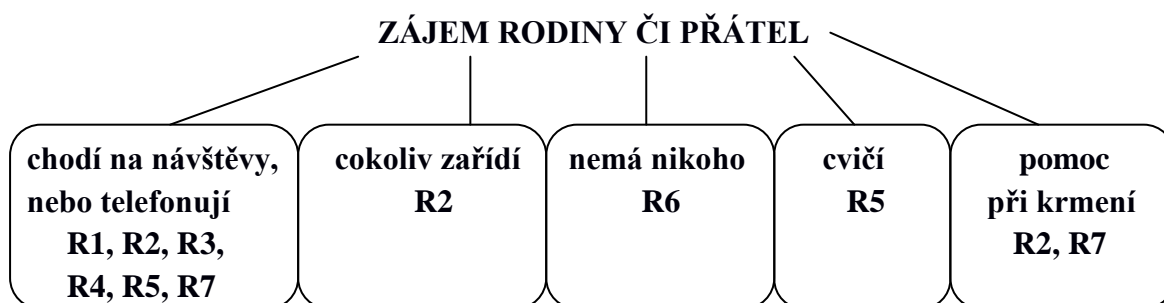 ZÁJEM RODINY ČI PŘÁTEL
chodí na návštěvy,
nebo telefonují
R1, R2, R3,
R4, R5, R7
cokoliv zařídí
R2
nemá nikoho
R6
cvičí
R5
pomoc
při krmení
R2, R7